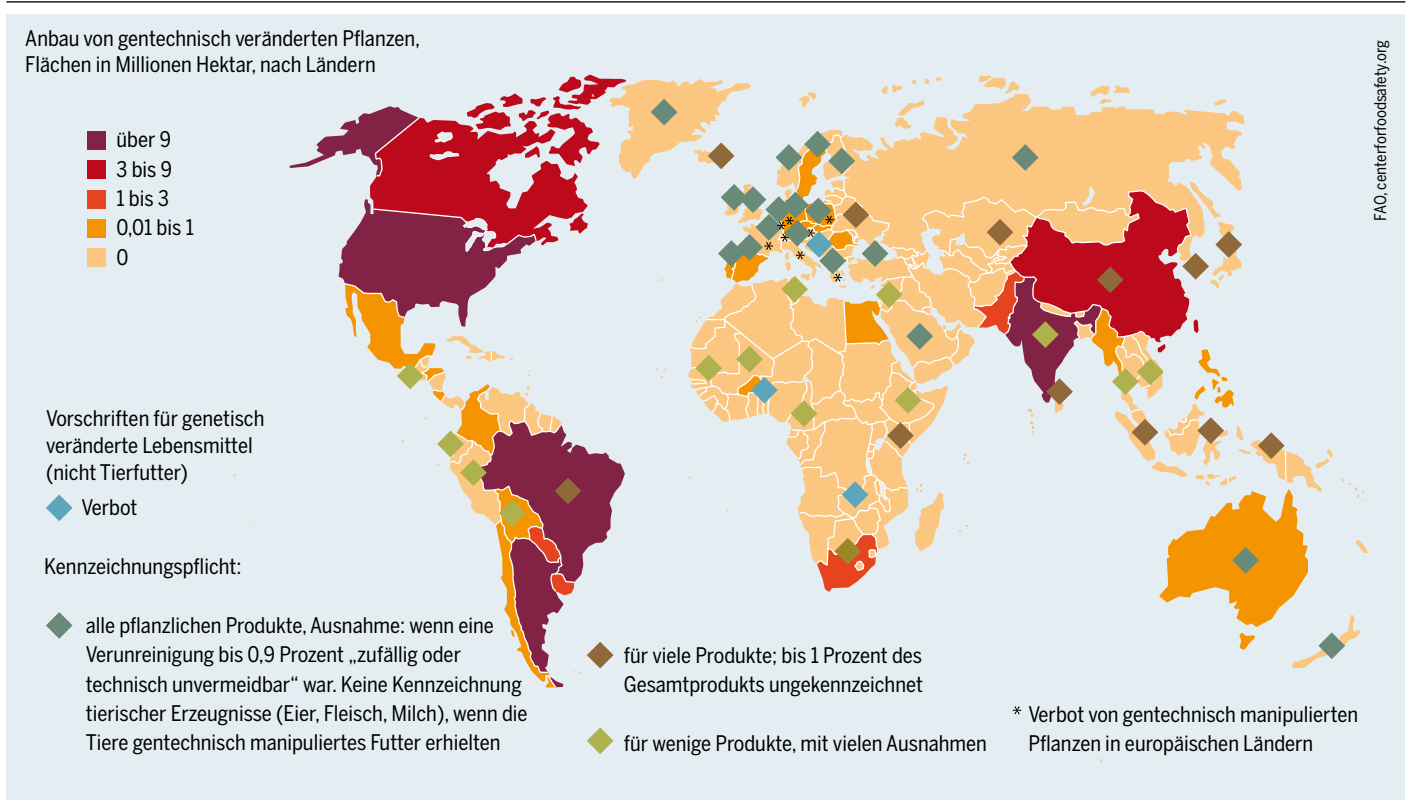 Anbau von gentechnisch veränderten Pflanzen,
Flächen in Millionen Hektar, nach Ländern
FAO, centerforfoodsafety.org
über 9
3 bis 9
1 bis 3
0,01 bis 1
0
Vorschriften für genetisch
veränderte Lebensmittel
(nicht Tierfutter)
Verbot
Kennzeichnungspflicht:
alle pflanzlichen Produkte, Ausnahme: wenn eine
Verunreinigung bis 0,9 Prozent „zufällig oder
technisch unvermeidbar“ war. Keine Kennzeichnung
tierischer Erzeugnisse (Eier, Fleisch, Milch), wenn die
Tiere gentechnisch manipuliertes Futter erhielten
für viele Produkte; bis 1 Prozent des
Gesamtprodukts ungekennzeichnet
für wenige Produkte, mit vielen Ausnahmen
* Verbot von gentechnisch manipulierten
Pflanzen in europäischen Ländern